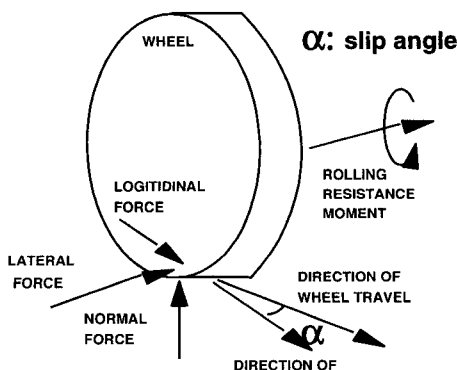 WHEEL
α: slip angle
LOGITIDINAL
FORCE
ROLLING
RESISTANCE
MOMENT
LATERAL
FORCE
DIRECTION OF
WHEEL TRAVEL
NORMAL
FORCE
α
DIRECTION OF